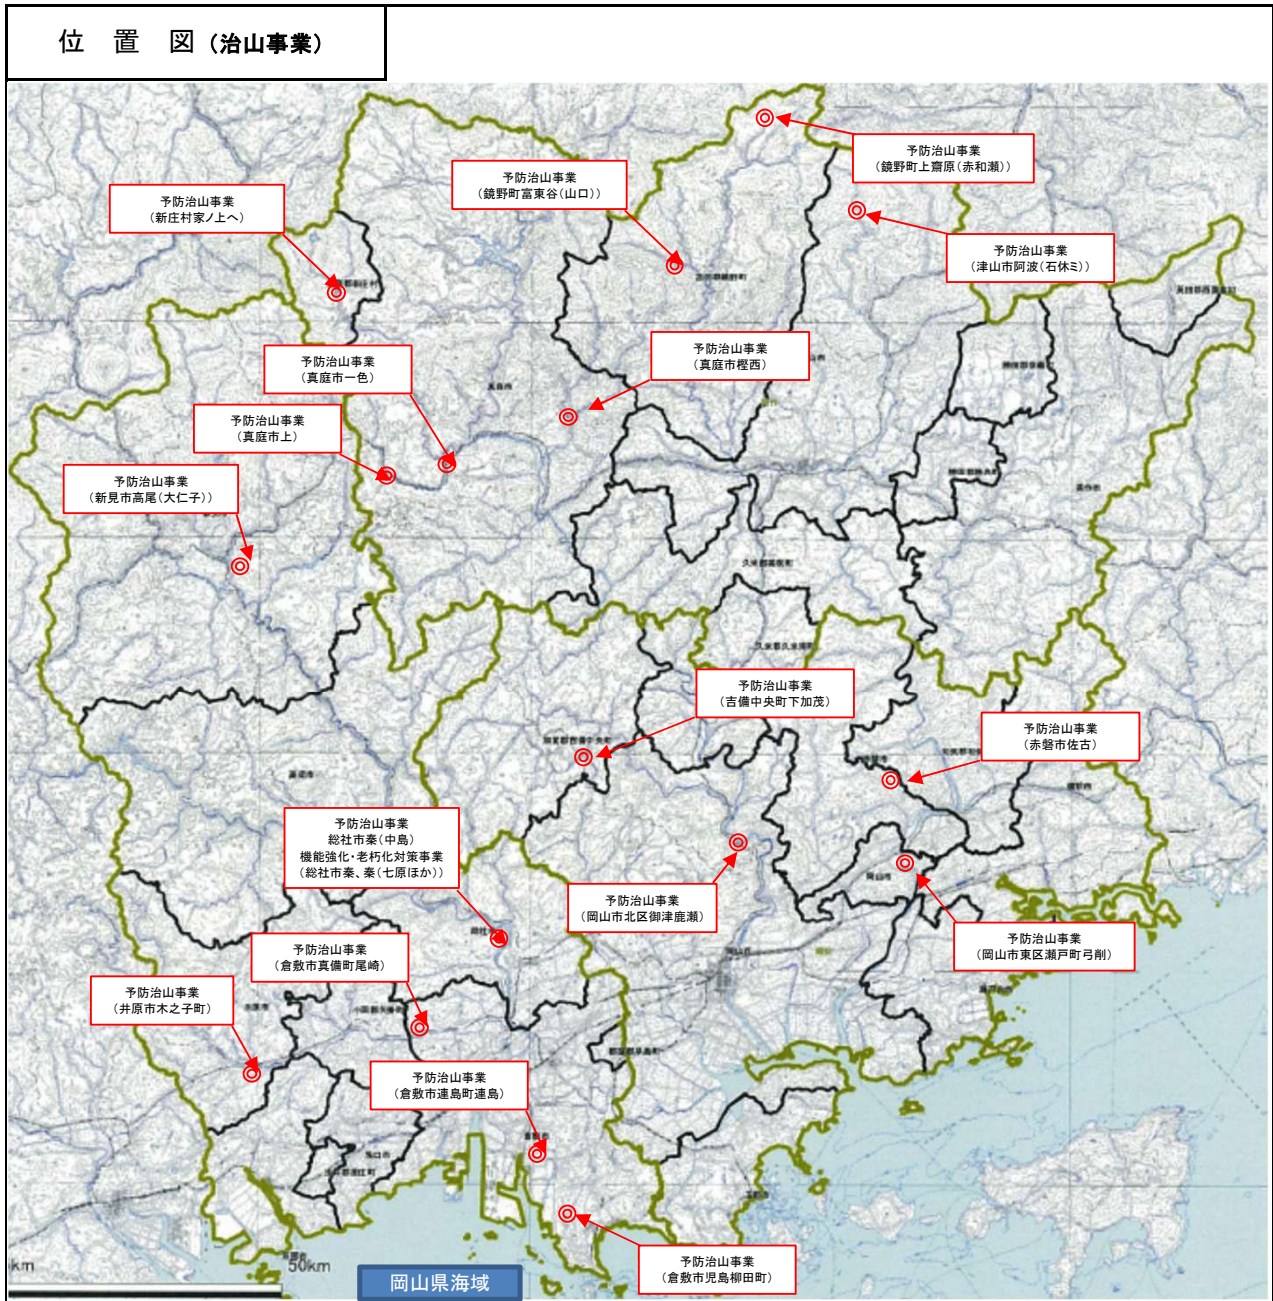 位 置 図(治山事業)
予防治山事業
(鏡野町上齋原(赤和瀬))
予防治山事業
(鏡野町富東谷(山口))
予防治山事業
(新庄村家ノ上へ)
予防治山事業
(津山市阿波(石休ミ))
予防治山事業
(真庭市樫西)
予防治山事業
(真庭市一色)
予防治山事業
(真庭市上)
予防治山事業
(新見市高尾(大仁子))
予防治山事業
(吉備中央町下加茂)
予防治山事業
(赤磐市佐古)
予防治山事業
総社市秦(中島)
機能強化・老朽化対策事業
(総社市秦、秦(七原ほか))
予防治山事業
(岡山市北区御津鹿瀬)
予防治山事業
(岡山市東区瀬戸町弓削)
予防治山事業
(倉敷市真備町尾崎)
予防治山事業
(井原市木之子町)
予防治山事業
(倉敷市連島町連島)
予防治山事業
(倉敷市児島柳田町)
岡山県海域
50km
km